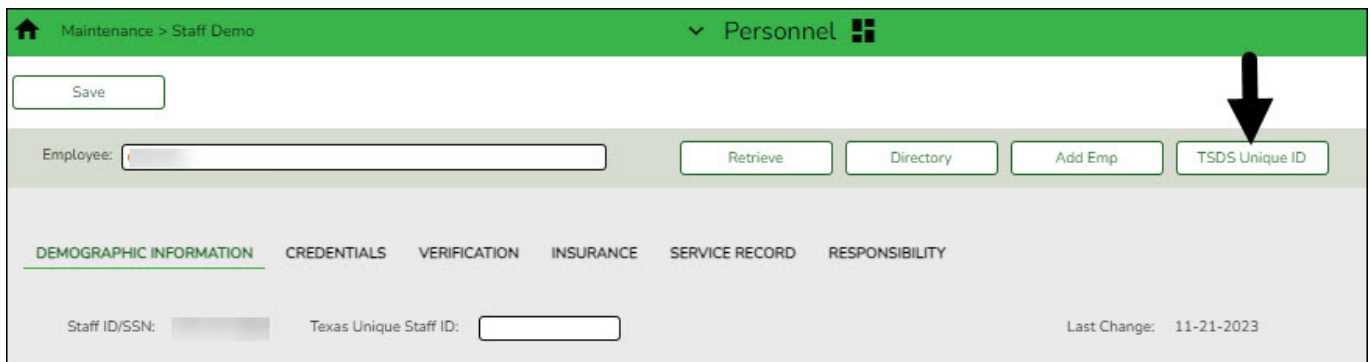 Maintenance > Staff Demo Personnel
Save
Employee: Retrieve Directory Add Emp TSDS Unique ID
DEMOGRAPHIC INFORMATION CREDENTIALS VERIFICATION INSURANCE SERVICE RECORD RESPONSIBILITY
Staff ID/SSN: Texas Unique Staff ID: Last Change: 11-21-2023